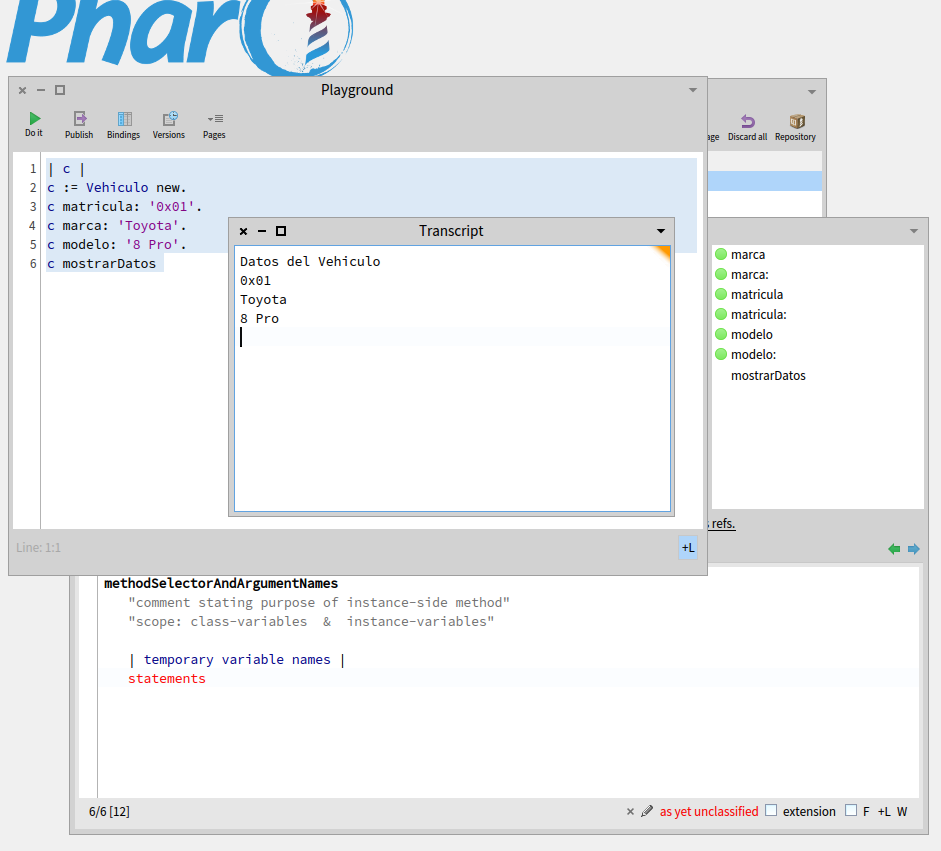 Pharo
Playground
Do it
Publish
Bindings
Versions
Pages
Discard all
Repository
1 | c |
2 c := Vehiculo new.
3 c matricula: '0x01'.
4 c marca: 'Toyota'.
5 c modelo: '8 Pro'.
6 c mostrarDatos
Line: 1:1
+L
Transcript
Datos del Vehiculo
0x01
Toyota
8 Pro
marca
marca:
matricula
matricula:
modelo
modelo:
mostrarDatos
refs.
methodSelectorAndArgumentNames
"comment stating purpose of instance-side method"
"scope: class-variables & instance-variables"
| temporary variable names |
statements
6/6 [12]
as yet unclassified
extension
F
+L
W